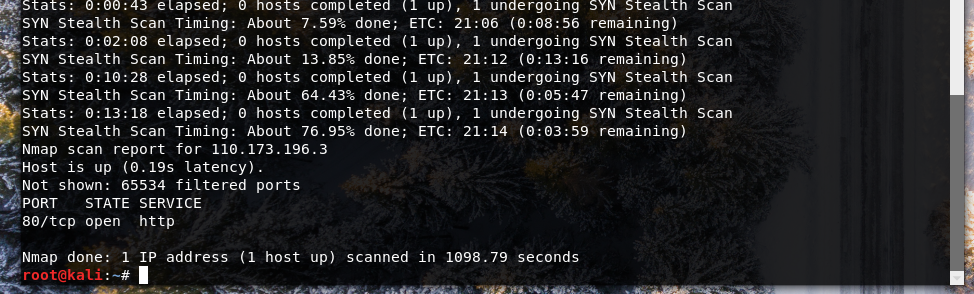 Stats: 0:00:43 elapsed; 0 hosts completed (1 up), 1 undergoing SYN Stealth Scan
SYN Stealth Scan Timing: About 7.59% done; ETC: 21:06 (0:08:56 remaining)
Stats: 0:02:08 elapsed; 0 hosts completed (1 up), 1 undergoing SYN Stealth Scan
SYN Stealth Scan Timing: About 13.85% done; ETC: 21:12 (0:13:16 remaining)
Stats: 0:10:28 elapsed; 0 hosts completed (1 up), 1 undergoing SYN Stealth Scan
SYN Stealth Scan Timing: About 64.43% done; ETC: 21:13 (0:05:47 remaining)
Stats: 0:13:18 elapsed; 0 hosts completed (1 up), 1 undergoing SYN Stealth Scan
SYN Stealth Scan Timing: About 76.95% done; ETC: 21:14 (0:03:59 remaining)
Nmap scan report for 110.173.196.3
Host is up (0.19s latency).
Not shown: 65534 filtered ports
PORT   STATE SERVICE
80/tcp open  http
Nmap done: 1 IP address (1 host up) scanned in 1098.79 seconds
root@kali:~#